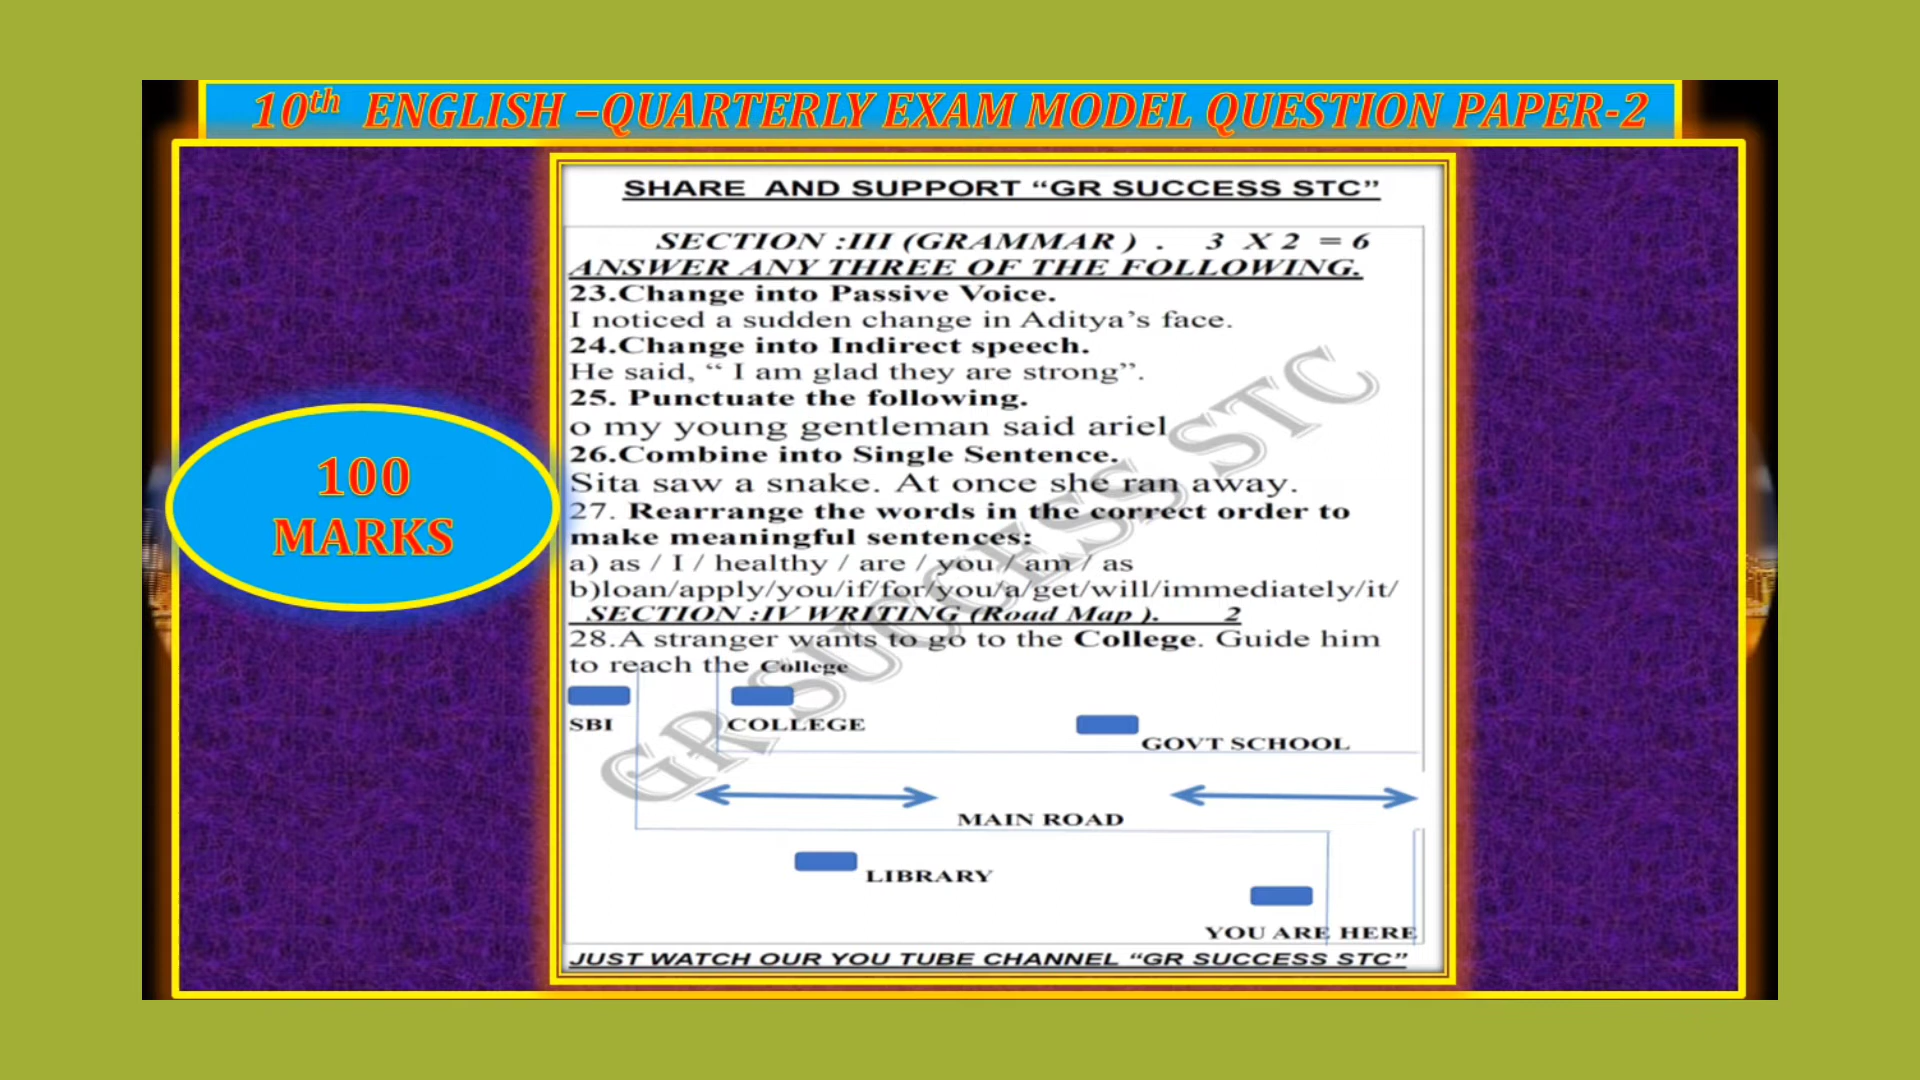 10th ENGLISH –QUARTERLY EXAM MODEL QUESTION PAPER-2
100
MARKS
SHARE AND SUPPORT “GR SUCCESS STC”
SECTION :III (GRAMMAR ) . 3 X 2 = 6
ANSWER ANY THREE OF THE FOLLOWING.
23.Change into Passive Voice.
I noticed a sudden change in Aditya’s face.
24.Change into Indirect speech.
He said, “ I am glad they are strong”.
25. Punctuate the following.
o my young gentleman said ariel
26.Combine into Single Sentence.
Sita saw a snake. At once she ran away.
27. Rearrange the words in the correct order to
make meaningful sentences:
a) as / I / healthy / are / you / am / as
b)loan/apply/you/if/for/you/a/get/will/immediately/it/
SECTION :IV WRITING (Road Map ). 2
28.A stranger wants to go to the College. Guide him
to reach the College
SBI
COLLEGE
GOVT SCHOOL
MAIN ROAD
LIBRARY
YOU ARE HERE
JUST WATCH OUR YOU TUBE CHANNEL “GR SUCCESS STC”
GR SUCCESS STC